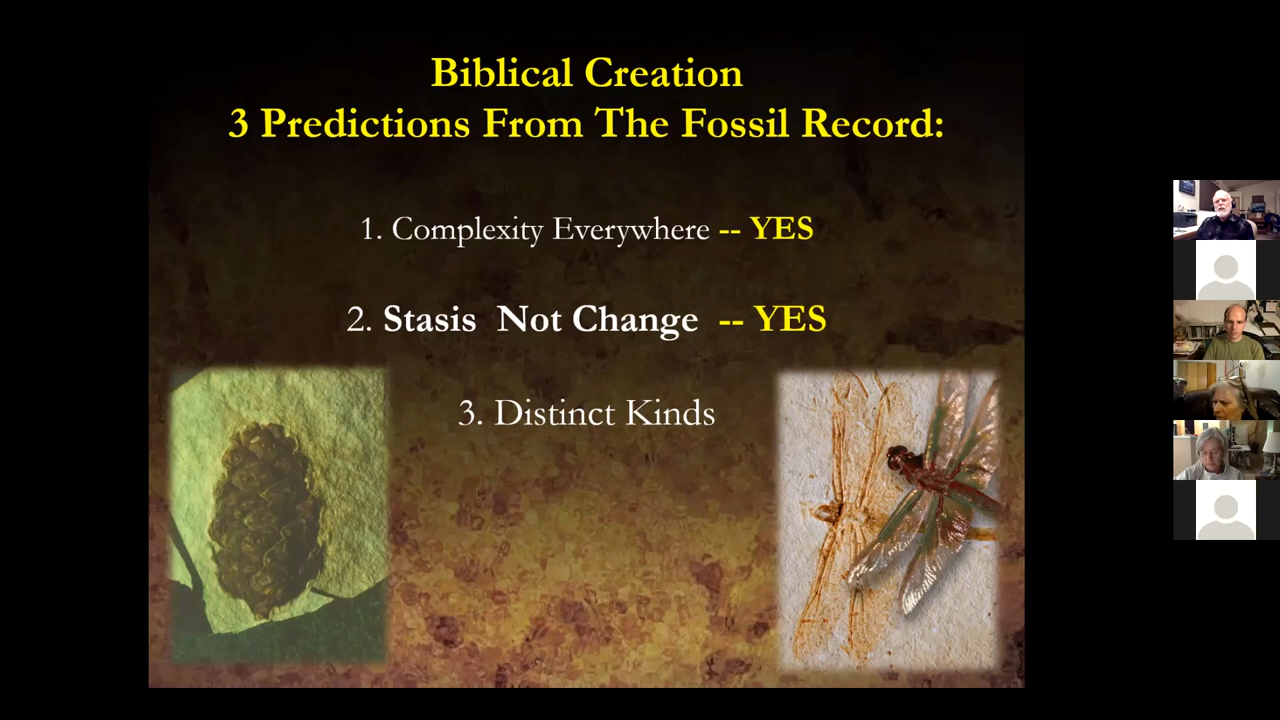 Biblical Creation
3 Predictions From The Fossil Record:
1. Complexity Everywhere -- YES
2. Stasis Not Change -- YES
3. Distinct Kinds